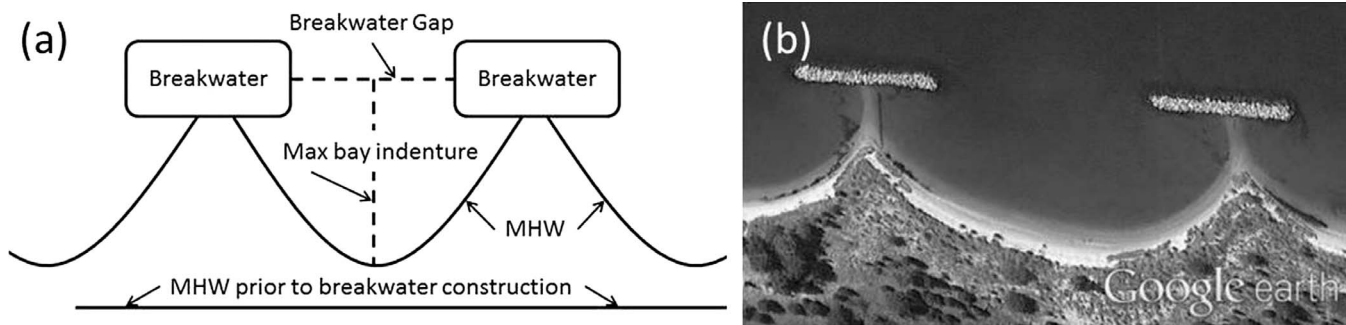 (a)
Breakwater Gap
Breakwater
Breakwater
Max bay indenture
MHW
MHW prior to breakwater construction
(b)
Google earth